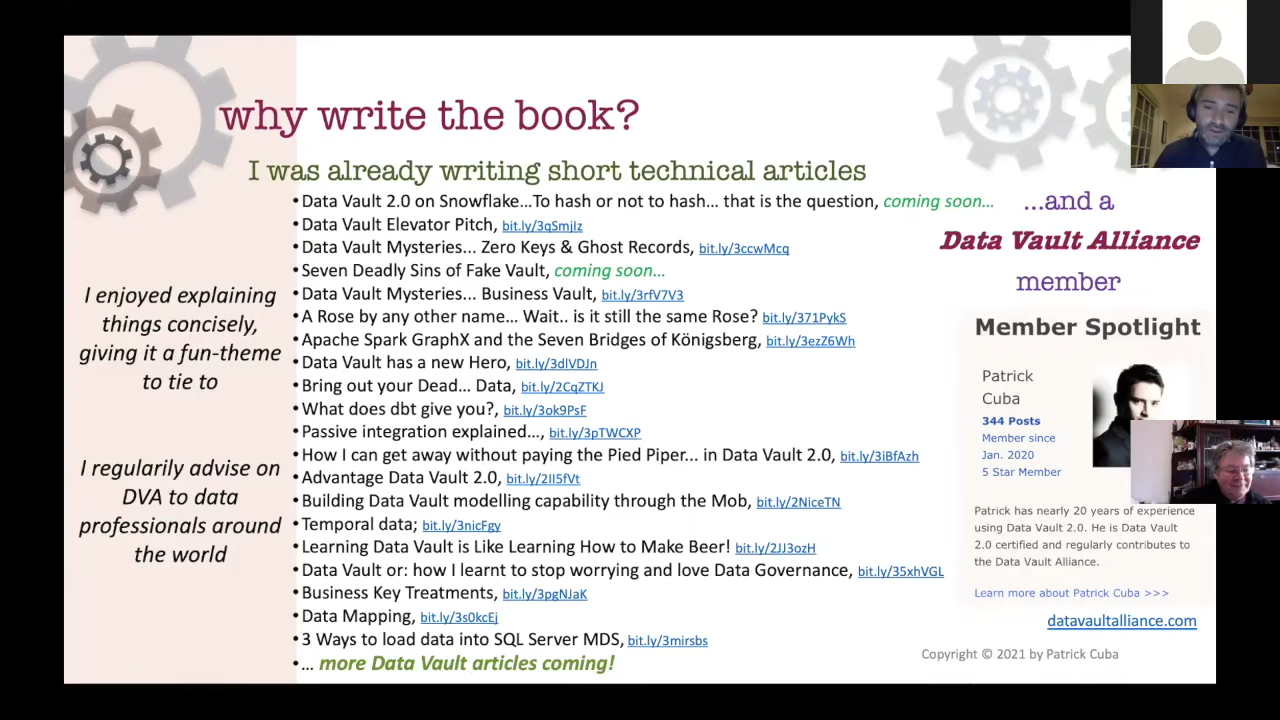 why write the book?
I was already writing short technical articles
• Data Vault 2.0 on Snowflake…To hash or not to hash… that is the question, coming soon…
• Data Vault Elevator Pitch, bit.ly/3qSmjIz
• Data Vault Mysteries… Zero Keys & Ghost Records, bit.ly/3ccwMcq
• Seven Deadly Sins of Fake Vault, coming soon…
• Data Vault Mysteries... Business Vault, bit.ly/3rfV7V3
• A Rose by any other name… Wait.. is it still the same Rose? bit.ly/371PykS
• Apache Spark GraphX and the Seven Bridges of Königsberg, bit.ly/3ezZ6Wh
• Data Vault has a new Hero, bit.ly/3dlVDJn
• Bring out your Dead… Data, bit.ly/2CqZTKJ
• What does dbt give you?, bit.ly/3ok9PsF
• Passive integration explained…, bit.ly/3pTWCXP
• How I can get away without paying the Pied Piper... in Data Vault 2.0, bit.ly/3iBfAzh
• Advantage Data Vault 2.0, bit.ly/2II5fVt
• Building Data Vault modelling capability through the Mob, bit.ly/2NiceTN
• Temporal data; bit.ly/3nicFgy
• Learning Data Vault is Like Learning How to Make Beer! bit.ly/2JJ3ozH
• Data Vault or: how I learnt to stop worrying and love Data Governance, bit.ly/35xhVGL
• Business Key Treatments, bit.ly/3pgNJaK
• Data Mapping, bit.ly/3s0kcEj
• 3 Ways to load data into SQL Server MDS, bit.ly/3mirsbs
• … more Data Vault articles coming!
I enjoyed explaining
things concisely,
giving it a fun-theme
to tie to
I regularily advise on
DVA to data
professionals around
the world
...and a
Data Vault Alliance
member
Member Spotlight
Patrick
Cuba
344 Posts
Member since
Jan. 2020
5 Star Member
Patrick has nearly 20 years of experience
using Data Vault 2.0. He is Data Vault
2.0 certified and regularly contributes to
the Data Vault Alliance.
Learn more about Patrick Cuba >>>
datavaultalliance.com
Copyright © 2021 by Patrick Cuba